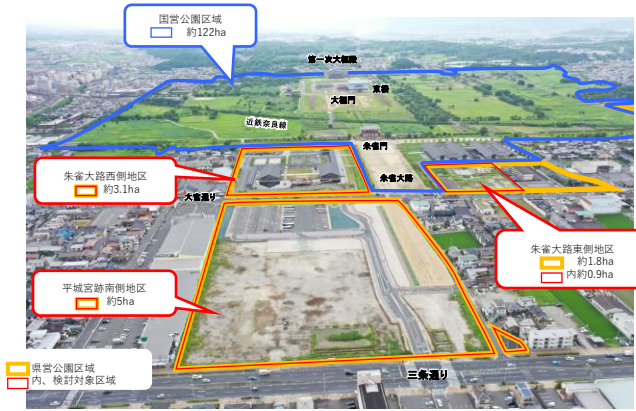 国営公園区域
約122ha
第一次大極殿
東楼
大極門
近鉄奈良線
朱雀門
朱雀大路西側地区
約3.1ha
朱雀大路
大宮通り
朱雀大路東側地区
約1.8ha
内約0.9ha
平城宮跡南側地区
約5ha
県営公園区域
内、検討対象区域
三条通り